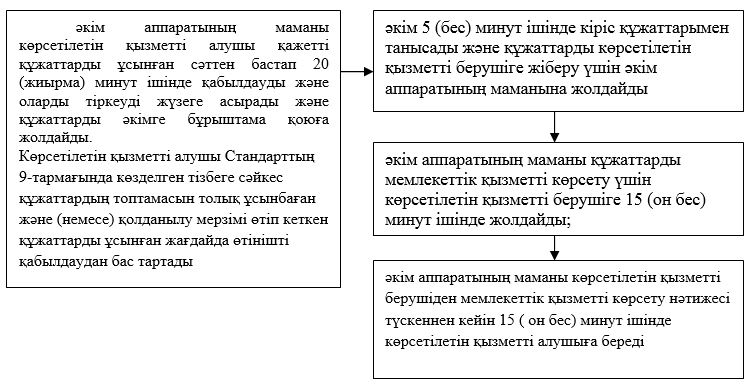 әкім аппаратының маманы
көрсетілетін қызметті алушы қажетті
құжаттарды ұсынған сәттен бастап 20
(жиырма) минут ішінде қабылдауды және
оларды тіркеуді жүзеге асырады және
құжаттарды әкімге бұрыштама қоюға
жолдайды.
Көрсетілетін қызметті алушы Стандарттың
9-тармағында көзделген тізбеге сәйкес
құжаттардың топтамасын толық ұсынбаған
және (немесе) қолданылу мерзімі өтіп кеткен
құжаттарды ұсынған жағдайда өтінішті
қабылдаудан бас тартады
әкім 5 (бес) минут ішінде кіріс құжаттарымен
танысады және құжаттарды көрсетілетін
қызметті берушіге жіберу үшін әкім
аппаратының маманына жолдайды
әкім аппаратының маманы құжаттарды
мемлекеттік қызметті көрсету үшін
көрсетілетін қызметті берушіге 15 (он бес)
минут ішінде жолдайды;
әкім аппаратының маманы көрсетілетін қызметті
берушіден мемлекеттік қызметті көрсету нәтижесі
түскеннен кейін 15 ( он бес) минут ішінде
көрсетілетін қызметті алушыға береді